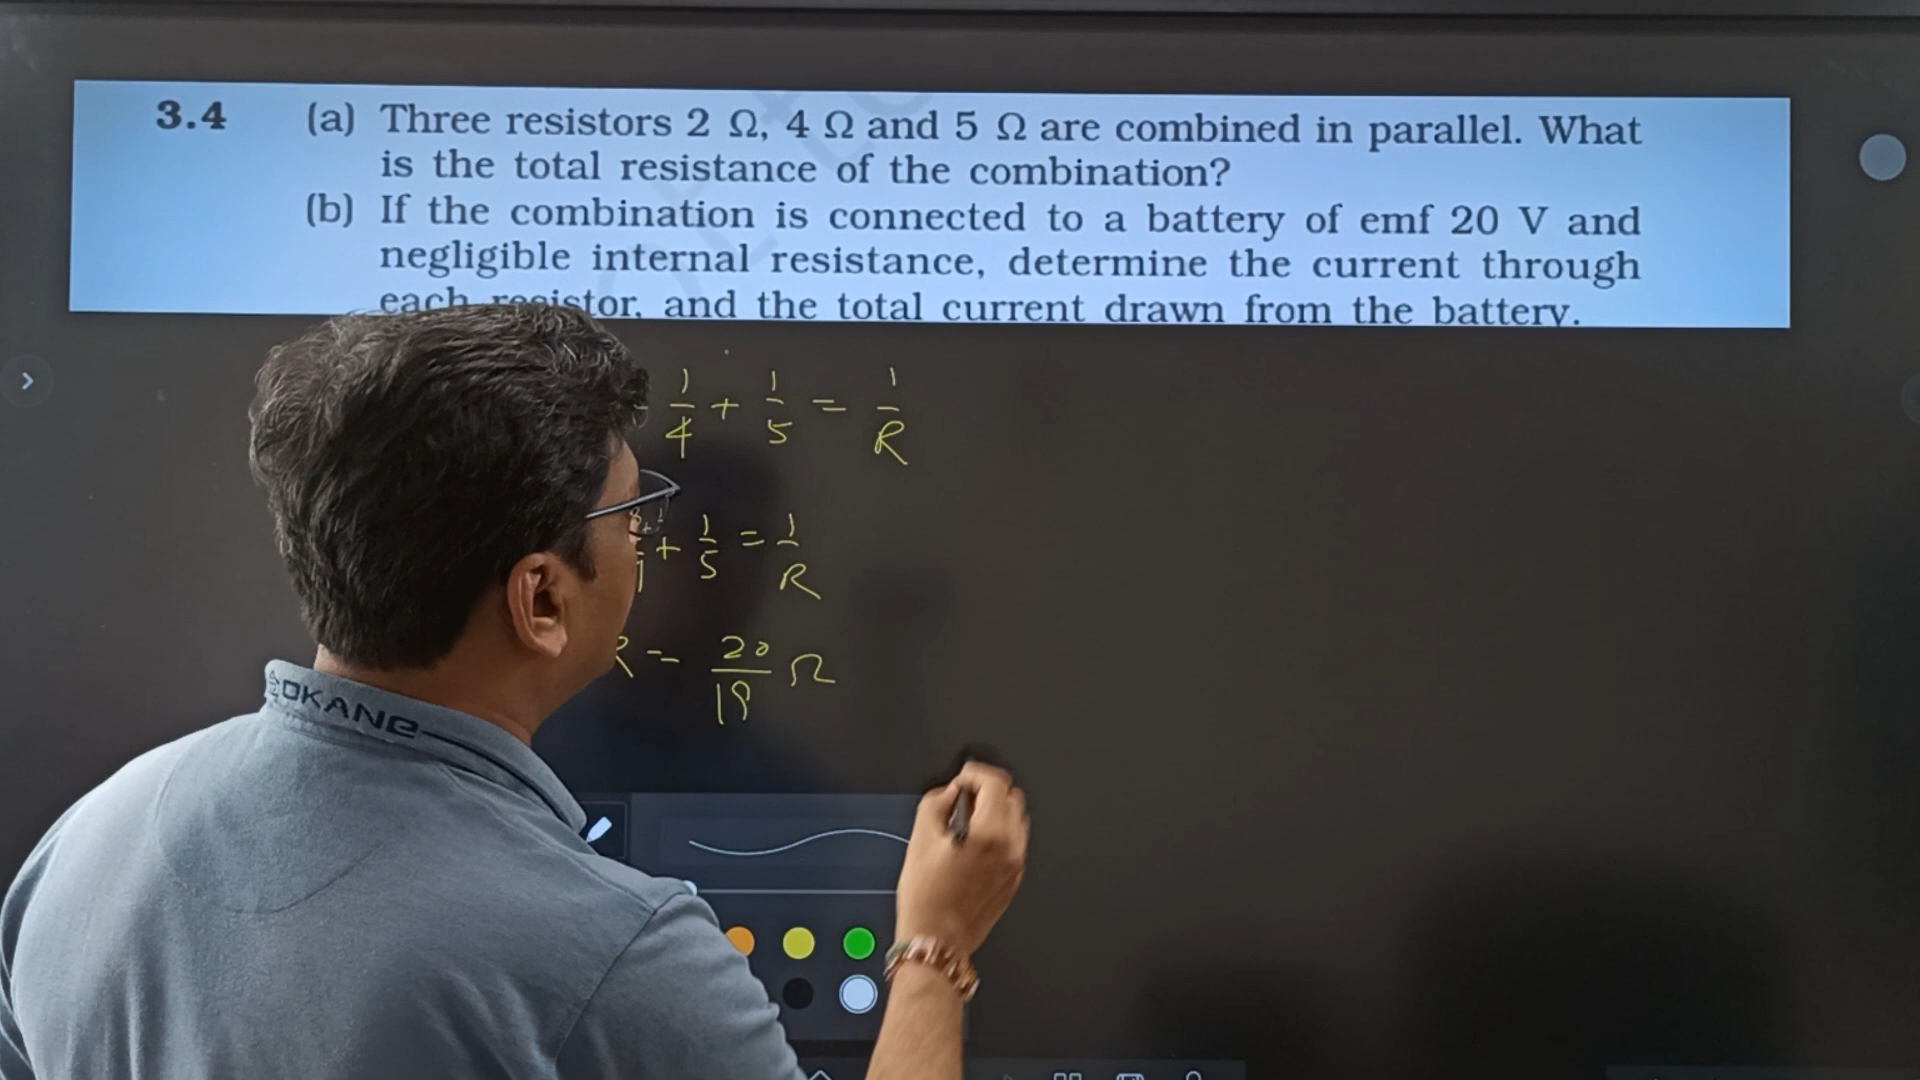 3.4 (a) Three resistors 2 Ω, 4 Ω and 5 Ω are combined in parallel. What
is the total resistance of the combination?
(b) If the combination is connected to a battery of emf 20 V and
negligible internal resistance, determine the current through
each resistor, and the total current drawn from the battery.
1/4 + 1/5 = 1/R
+ 1/5 = 1/R
R = 20/19 Ω
OKANE